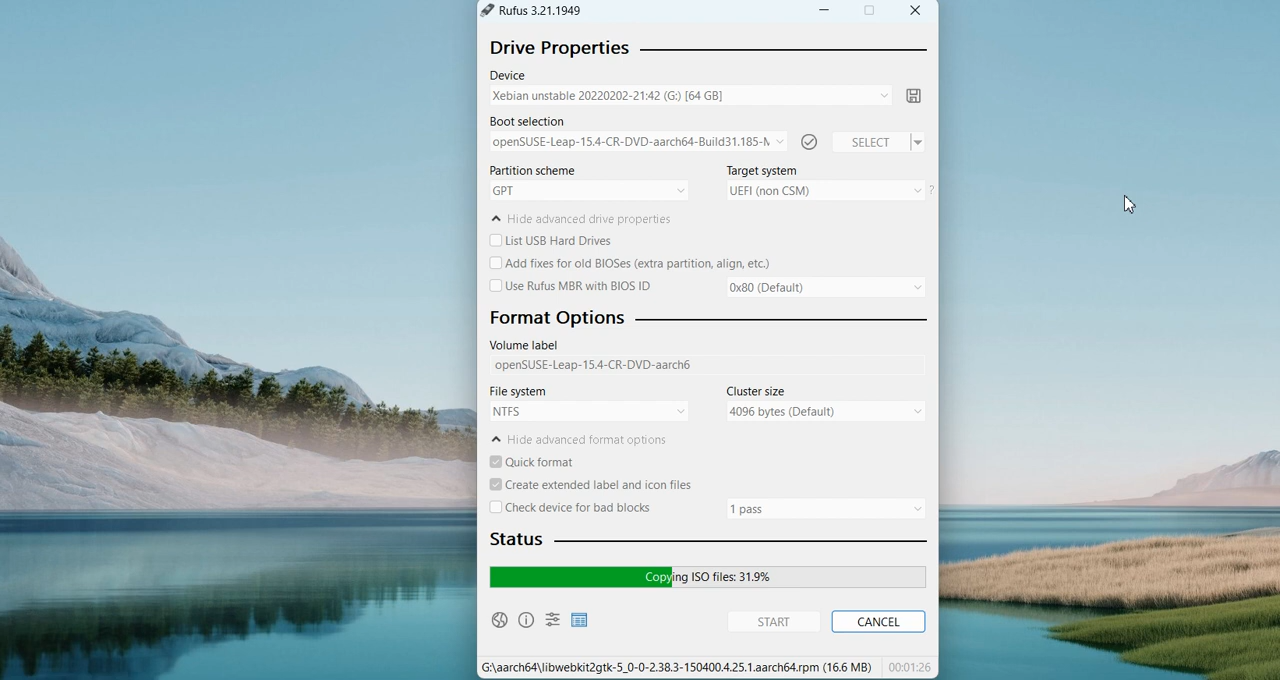 Rufus 3.21.1949
Drive Properties
Device
Xebian unstable 20220202-21:42 (G:) [64 GB]
Boot selection
openSUSE-Leap-15.4-CR-DVD-aarch64-Build31.185-M
SELECT
Partition scheme
Target system
GPT
UEFI (non CSM)
?
Hide advanced drive properties
List USB Hard Drives
Add fixes for old BIOSes (extra partition, align, etc.)
Use Rufus MBR with BIOS ID
0x80 (Default)
Format Options
Volume label
openSUSE-Leap-15.4-CR-DVD-aarch6
File system
Cluster size
NTFS
4096 bytes (Default)
Hide advanced format options
Quick format
Create extended label and icon files
Check device for bad blocks
1 pass
Status
Copying ISO files: 31.9%
START
CANCEL
G:\aarch64\libwebkit2gtk-5_0-0-2.38.3-150400.4.25.1.aarch64.rpm (16.6 MB)
00:01:26